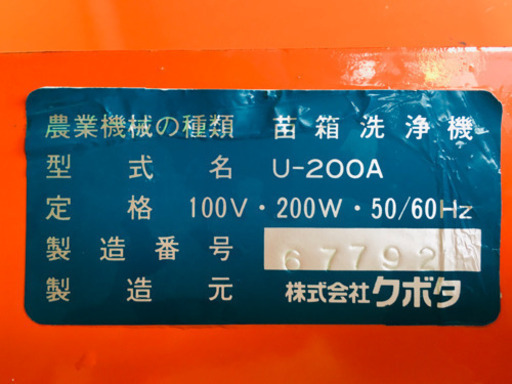 農業機械の種類 苗箱洗浄機
型式名 U-200A
定格 100V・200W・50/60Hz
製造番号 67792
製造元 株式会社クボタ